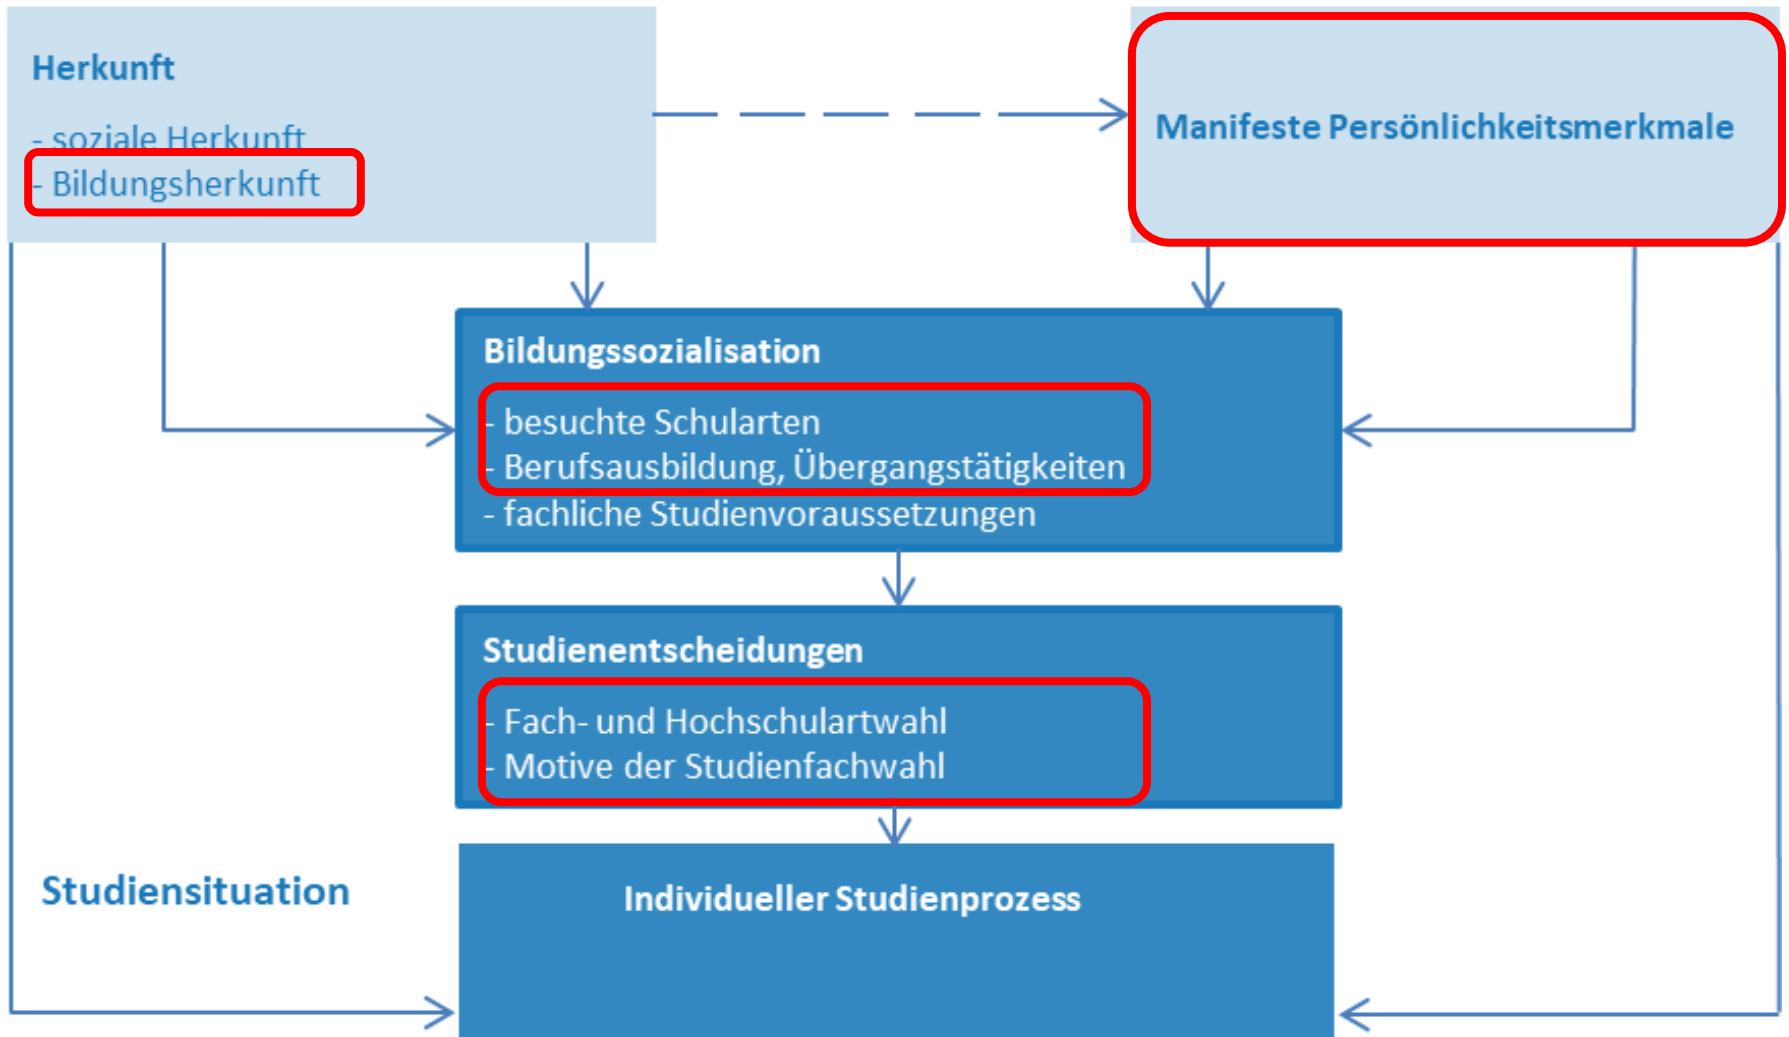 Herkunft
- soziale Herkunft
- Bildungsherkunft
Manifeste Persönlichkeitsmerkmale
Bildungssozialisation
- besuchte Schularten
- Berufsausbildung, Übergangstätigkeiten
- fachliche Studienvoraussetzungen
Studienentscheidungen
- Fach- und Hochschulartwahl
- Motive der Studienfachwahl
Studiensituation
Individueller Studienprozess